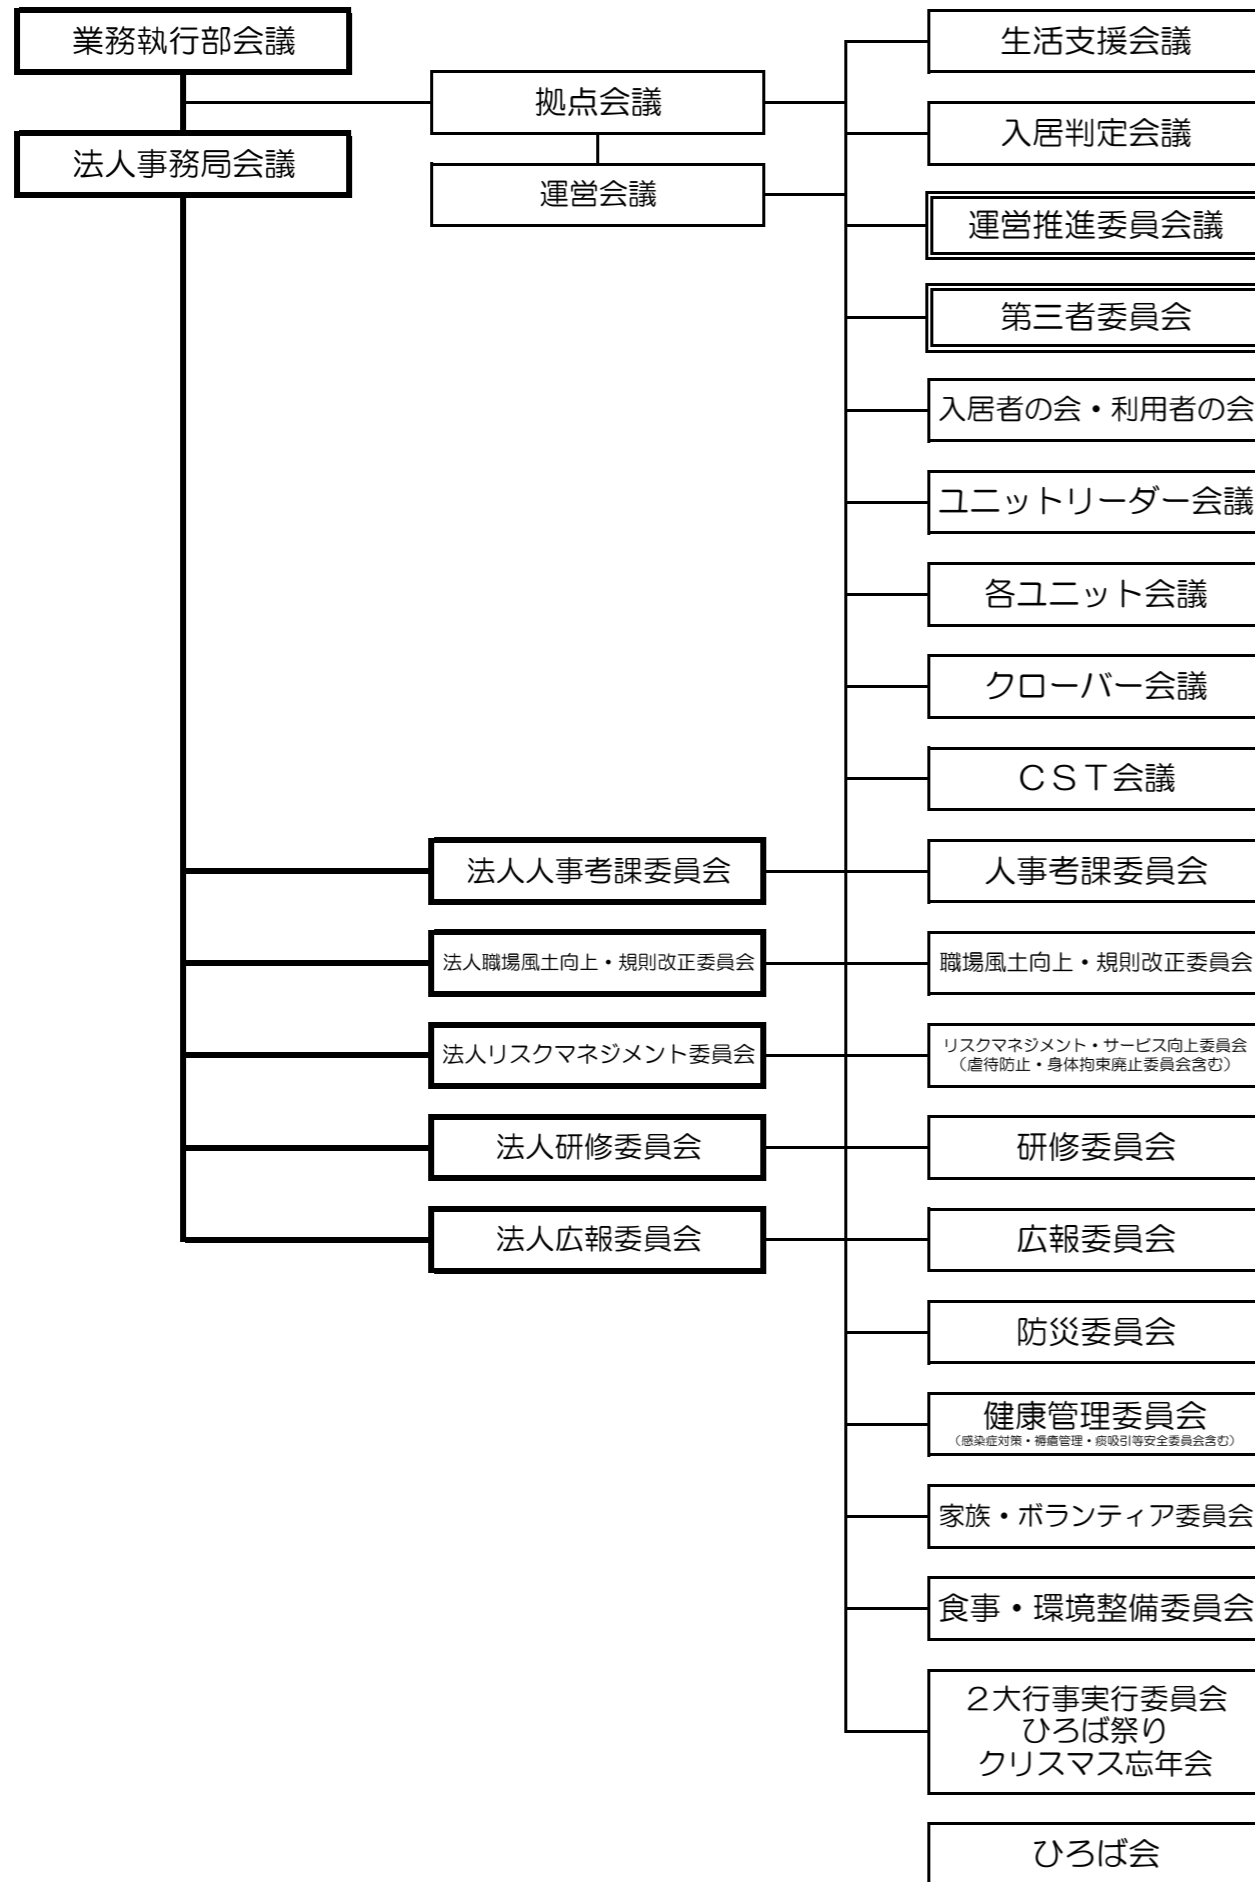 業務執行部会議
法人事務局会議
拠点会議
運営会議
法人人事考課委員会
法人職場風土向上・規則改正委員会
法人リスクマネジメント委員会
法人研修委員会
法人広報委員会
生活支援会議
入居判定会議
運営推進委員会議
第三者委員会
入居者の会・利用者の会
ユニットリーダー会議
各ユニット会議
クローバー会議
ＣＳＴ会議
人事考課委員会
職場風土向上・規則改正委員会
リスクマネジメント・サービス向上委員会
（虐待防止・身体拘束廃止委員会含む）
研修委員会
広報委員会
防災委員会
健康管理委員会
（感染症対策・褥瘡管理・痰吸引等安全委員会含む）
家族・ボランティア委員会
食事・環境整備委員会
２大行事実行委員会
ひろば祭り
クリスマス忘年会
ひろば会